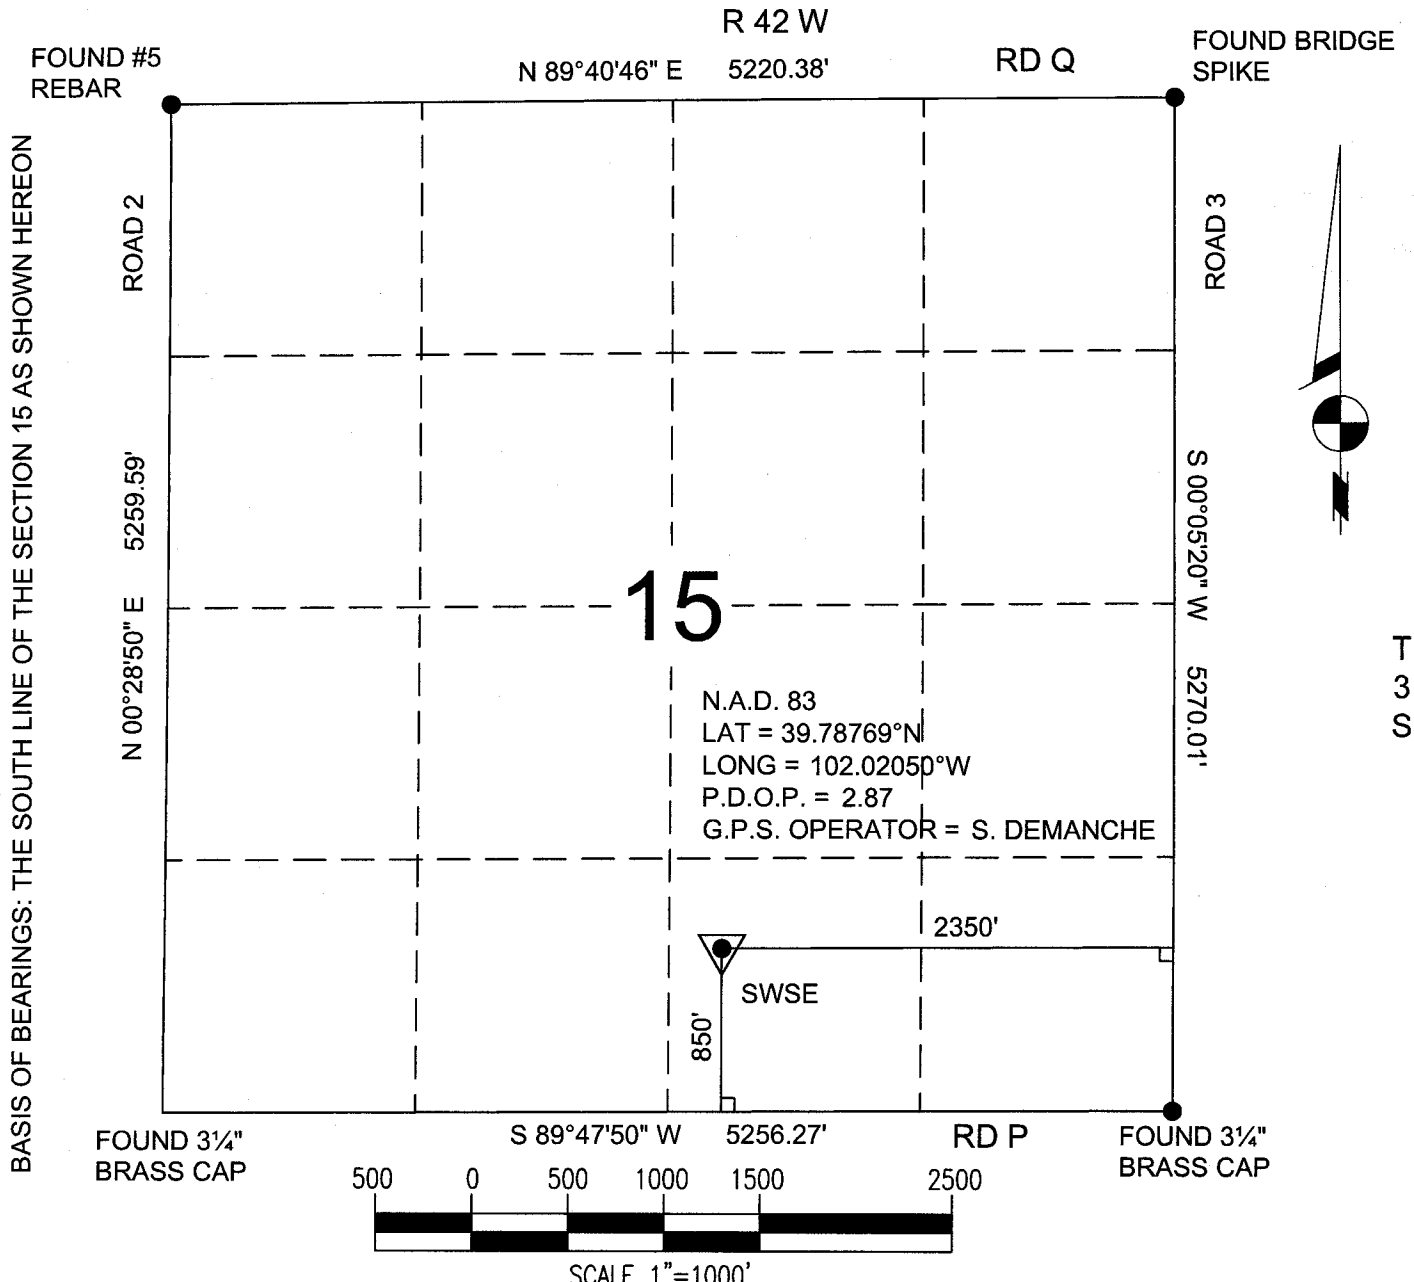 R 42 W
FOUND #5
REBAR
N 89°40'46" E 5220.38'
RD Q
FOUND BRIDGE
SPIKE
BASIS OF BEARINGS: THE SOUTH LINE OF THE SECTION 15 AS SHOWN HEREON
ROAD 2
ROAD 3
N 00°28'50" E 5259.59'
S 00°05'20" W 5270.01'
15
T
3
S
N.A.D. 83
LAT = 39.78769°N
LONG = 102.02050°W
P.D.O.P. = 2.87
G.P.S. OPERATOR = S. DEMANCHE
2350'
SWSE
850'
FOUND 3¼"
BRASS CAP
S 89°47'50" W 5256.27'
RD P
FOUND 3¼"
BRASS CAP
500 0 500 1000 1500 2500
SCALE 1"=1000'